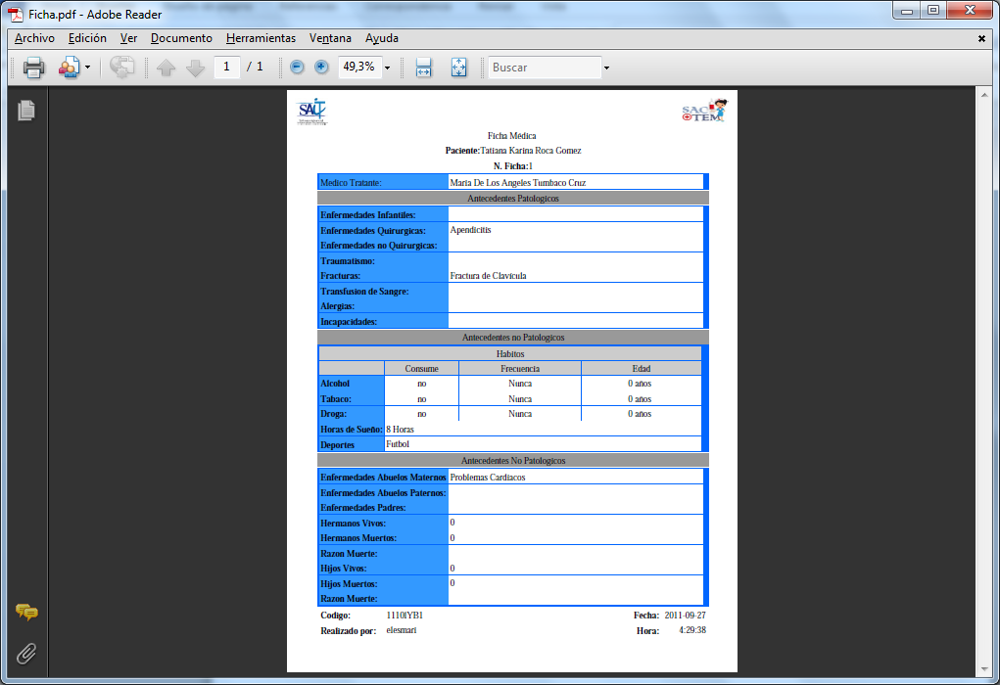 Ficha.pdf - Adobe Reader
Archivo Edición Ver Documento Herramientas Ventana Ayuda
1 / 1 49,3% Buscar
SALT
SAC TEM
Ficha Médica
Paciente:Tatiana Karina Roca Gomez
N. Ficha:1
Medico Tratante: Maria De Los Angeles Tumbaco Cruz
Antecedentes Patologicos
Enfermedades Infantiles:
Enfermedades Quirurgicas: Apendicitis
Enfermedades no Quirurgicas:
Traumatismo:
Fracturas: Fractura de Clavicula
Transfusion de Sangre:
Alergias:
Incapacidades:
Antecedentes no Patologicos
Habitos
Consume Frecuencia Edad
Alcohol no Nunca 0 años
Tabaco: no Nunca 0 años
Droga: no Nunca 0 años
Horas de Sueño: 8 Horas
Deportes Futbol
Antecedentes No Patologicos
Enfermedades Abuelos Maternos Problemas Cardiacos
Enfermedades Abuelos Paternos:
Enfermedades Padres:
Hermanos Vivos: 0
Hermanos Muertos: 0
Razon Muerte:
Hijos Vivos: 0
Hijos Muertos: 0
Razon Muerte:
Codigo: 1110IYB1 Fecha: 2011-09-27
Realizado por: elesmari Hora: 4:29:38